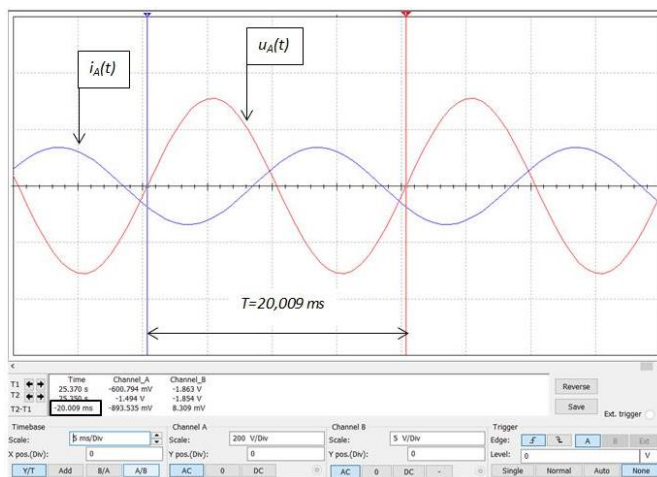 i_A(t)
u_A(t)
T=20,009 ms
<
Time Channel_A Channel_B
T1 25.370 s -600.794 mV -1.863 V
T2 25.350 s -1.494 V -1.854 V
T2-T1 -20.009 ms -893.535 mV 8.309 mV
Reverse
Save
Ext. trigger
Timebase
Scale: 5 ms/Div
X pos.(Div): 0
Y/T Add B/A A/B
Channel A
Scale: 200 V/Div
Y pos.(Div): 0
AC 0 DC
Channel B
Scale: 5 V/Div
Y pos.(Div): 0
AC 0 DC -
Trigger
Edge: A B Ext
Level: 0 V
Single Normal Auto None